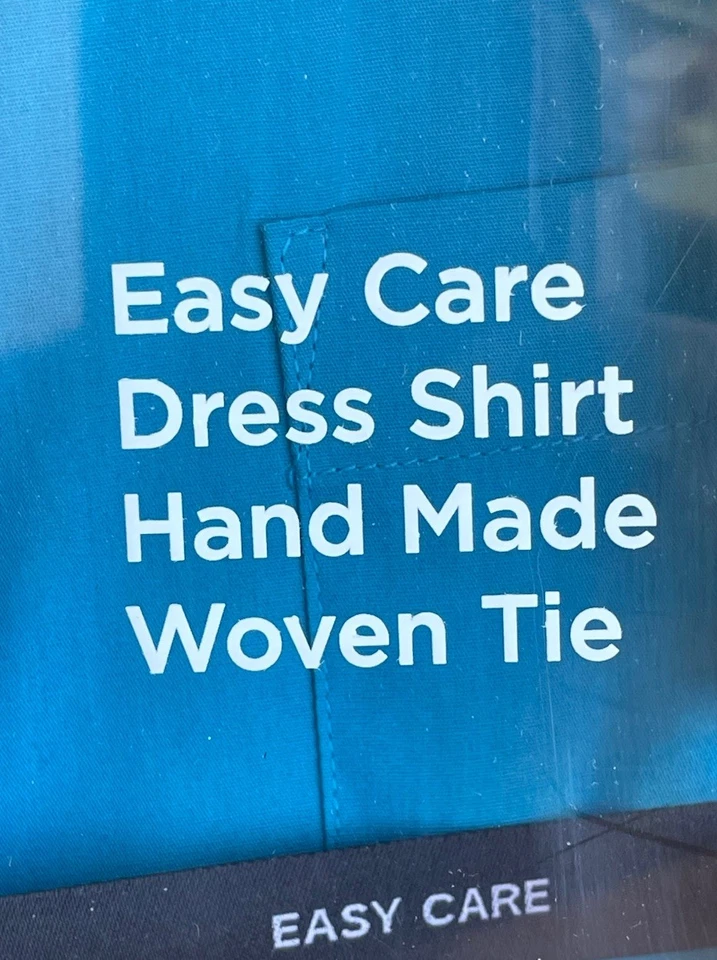 Easy Care
Dress Shirt
Hand Made
Woven Tie
EASY CARE